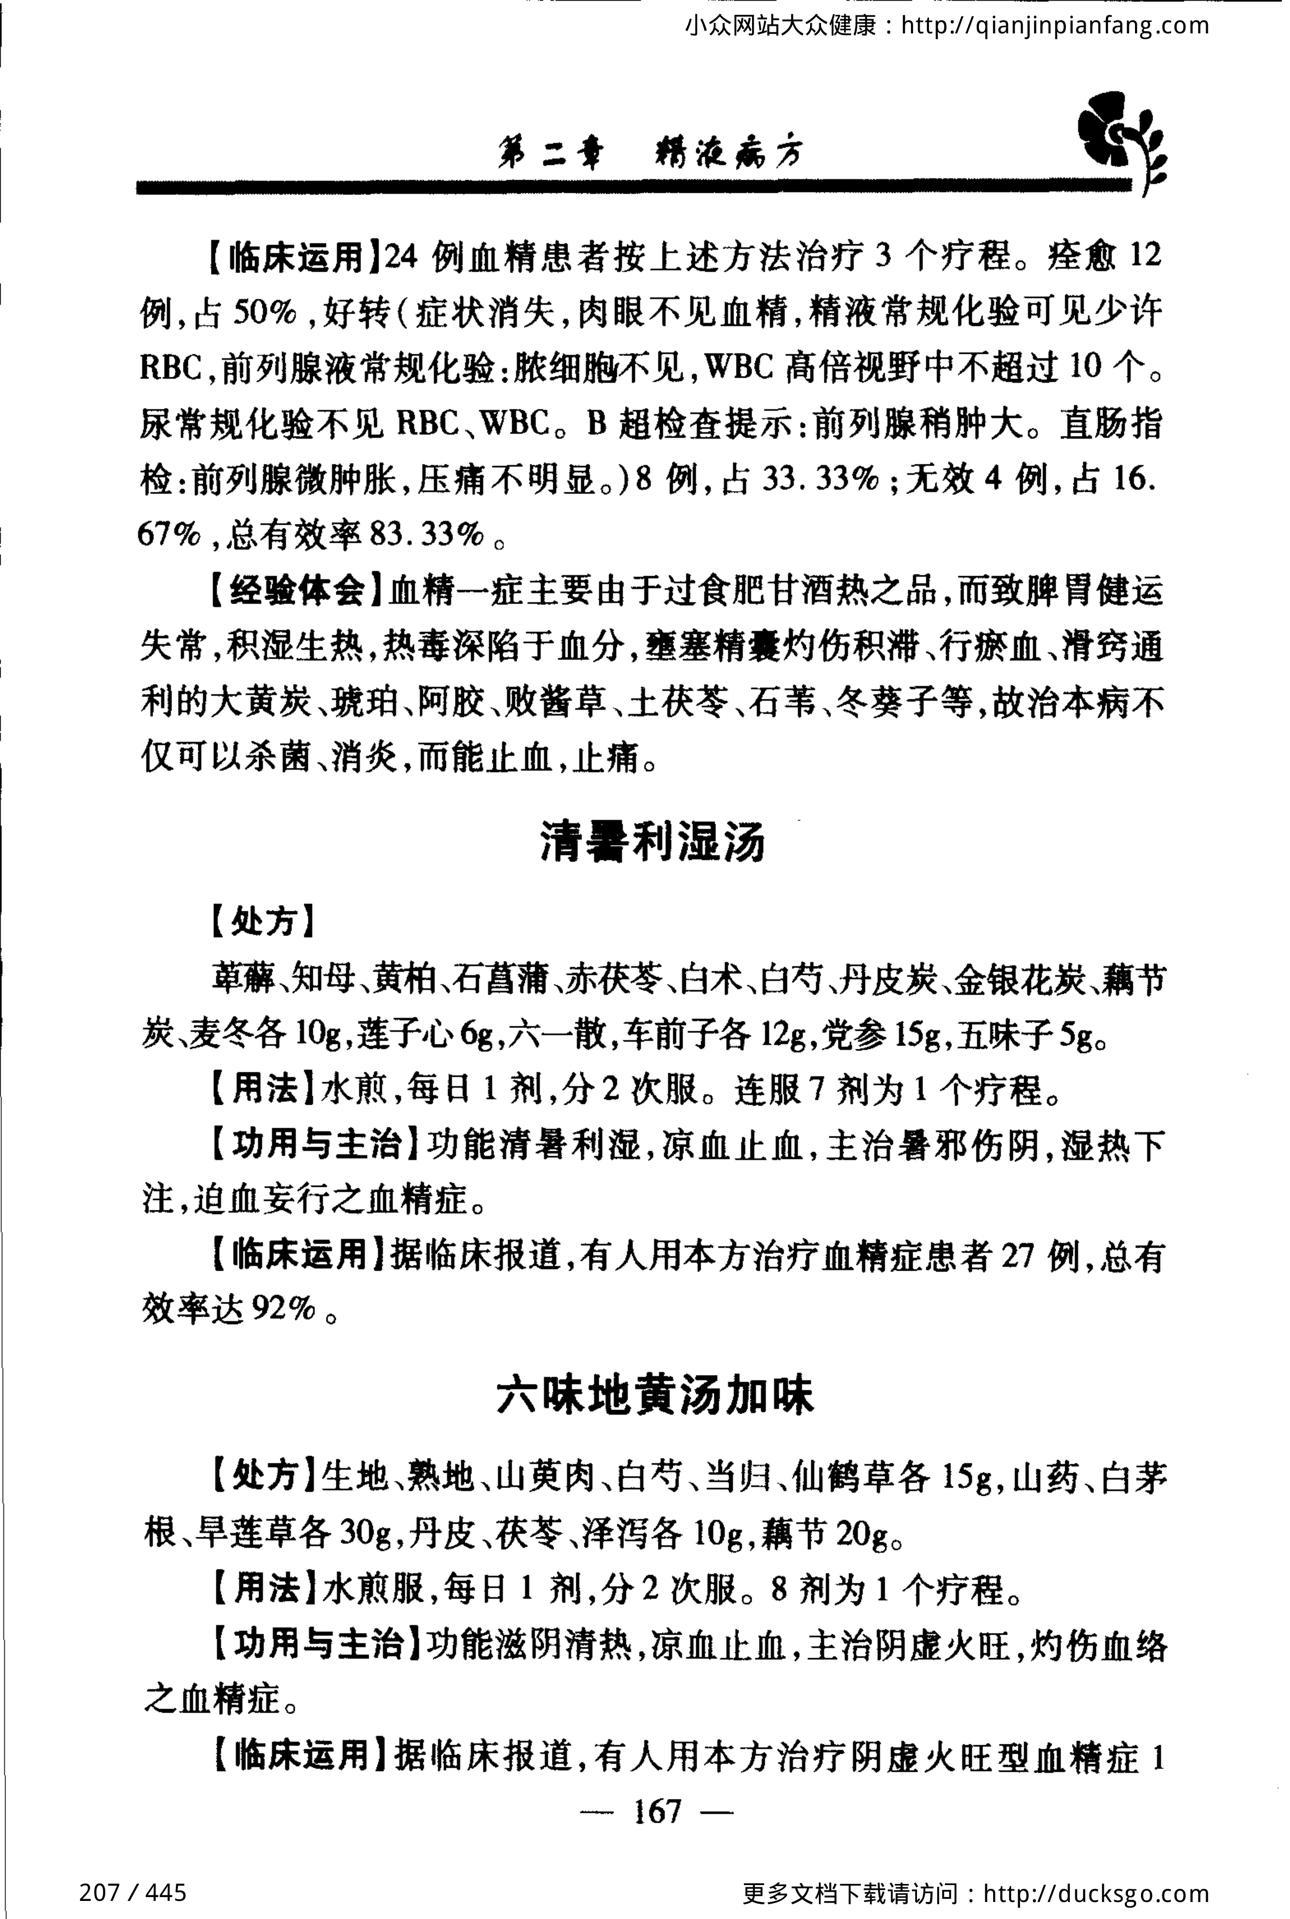 小众网站大众健康：http://qianjinpianfang.com
第二章 精液病方
【临床运用】24 例血精患者按上述方法治疗 3 个疗程。痊愈 12
例,占 50%,好转(症状消失,肉眼不见血精,精液常规化验可见少许
RBC,前列腺液常规化验:脓细胞不见,WBC 高倍视野中不超过 10 个。
尿常规化验不见 RBC、WBC。B 超检查提示:前列腺稍肿大。直肠指
检:前列腺微肿胀,压痛不明显。)8 例,占 33.33%;无效 4 例,占 16.
67%,总有效率 83.33%。
【经验体会】血精一症主要由于过食肥甘酒热之品,而致脾胃健运
失常,积湿生热,热毒深陷于血分,壅塞精囊灼伤积滞、行瘀血、滑窍通
利的大黄炭、琥珀、阿胶、败酱草、土茯苓、石苇、冬葵子等,故治本病不
仅可以杀菌、消炎,而能止血,止痛。
清暑利湿汤
【处方】
萆薢、知母、黄柏、石菖蒲、赤茯苓、白术、白芍、丹皮炭、金银花炭、藕节
炭、麦冬各 10g,莲子心 6g,六一散,车前子各 12g,党参 15g,五味子 5g。
【用法】水煎,每日 1 剂,分 2 次服。连服 7 剂为 1 个疗程。
【功用与主治】功能清暑利湿,凉血止血,主治暑邪伤阴,湿热下
注,迫血妄行之血精症。
【临床运用】据临床报道,有人用本方治疗血精症患者 27 例,总有
效率达 92%。
六味地黄汤加味
【处方】生地、熟地、山萸肉、白芍、当归、仙鹤草各 15g,山药、白茅
根、旱莲草各 30g,丹皮、茯苓、泽泻各 10g,藕节 20g。
【用法】水煎服,每日 1 剂,分 2 次服。8 剂为 1 个疗程。
【功用与主治】功能滋阴清热,凉血止血,主治阴虚火旺,灼伤血络
之血精症。
【临床运用】据临床报道,有人用本方治疗阴虚火旺型血精症 1
— 167 —
207 / 445
更多文档下载请访问：http://ducksgo.com